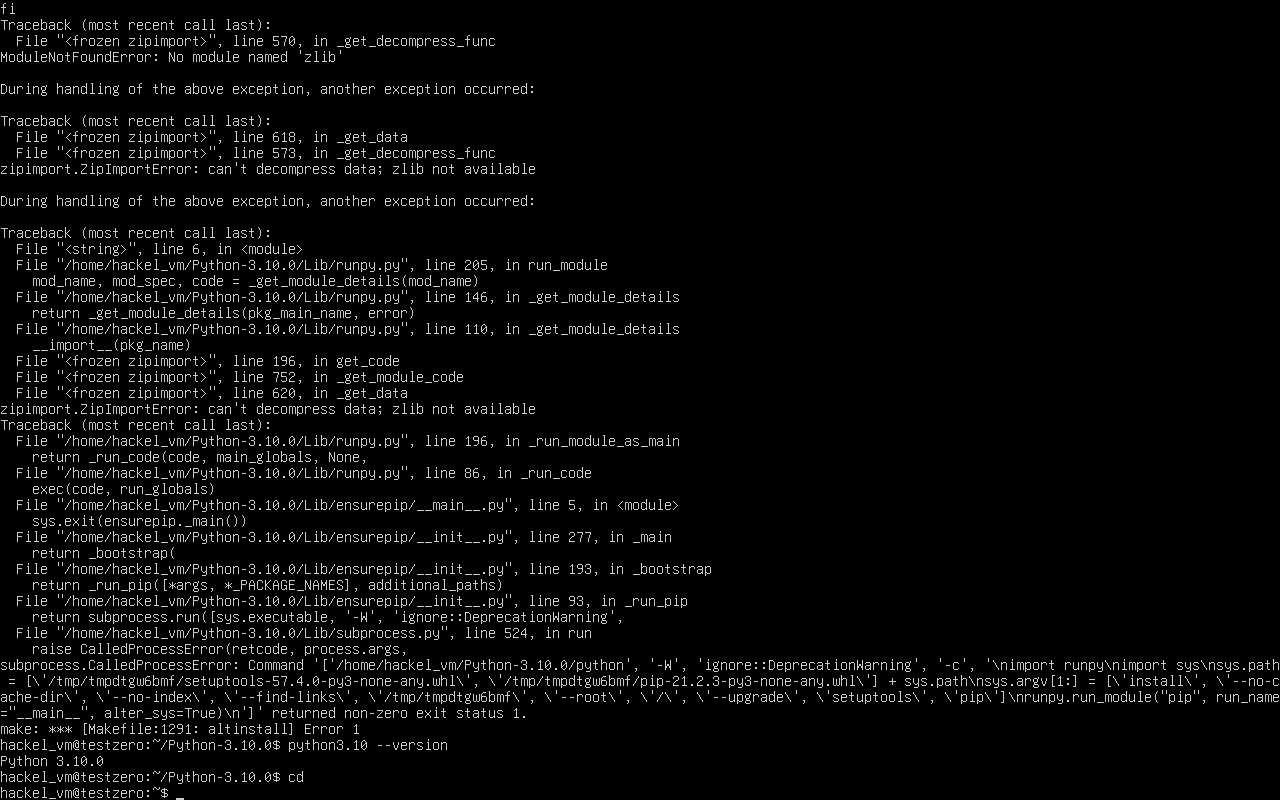 fi
Traceback (most recent call last):
  File "<frozen zipimport>", line 570, in _get_decompress_func
ModuleNotFoundError: No module named 'zlib'

During handling of the above exception, another exception occurred:

Traceback (most recent call last):
  File "<frozen zipimport>", line 618, in _get_data
  File "<frozen zipimport>", line 573, in _get_decompress_func
zipimport.ZipImportError: can't decompress data; zlib not available

During handling of the above exception, another exception occurred:

Traceback (most recent call last):
  File "<string>", line 6, in <module>
  File "/home/hackel_vm/Python-3.10.0/Lib/runpy.py", line 205, in run_module
    mod_name, mod_spec, code = _get_module_details(mod_name)
  File "/home/hackel_vm/Python-3.10.0/Lib/runpy.py", line 146, in _get_module_details
    return _get_module_details(pkg_main_name, error)
  File "/home/hackel_vm/Python-3.10.0/Lib/runpy.py", line 110, in _get_module_details
    __import__(pkg_name)
  File "<frozen zipimport>", line 196, in get_code
  File "<frozen zipimport>", line 752, in _get_module_code
  File "<frozen zipimport>", line 620, in _get_data
zipimport.ZipImportError: can't decompress data; zlib not available
Traceback (most recent call last):
  File "/home/hackel_vm/Python-3.10.0/Lib/runpy.py", line 196, in _run_module_as_main
    return _run_code(code, main_globals, None,
  File "/home/hackel_vm/Python-3.10.0/Lib/runpy.py", line 86, in _run_code
    exec(code, run_globals)
  File "/home/hackel_vm/Python-3.10.0/Lib/ensurepip/__main__.py", line 5, in <module>
    sys.exit(ensurepip._main())
  File "/home/hackel_vm/Python-3.10.0/Lib/ensurepip/__init__.py", line 277, in _main
    return _bootstrap(
  File "/home/hackel_vm/Python-3.10.0/Lib/ensurepip/__init__.py", line 193, in _bootstrap
    return _run_pip([*args, *_PACKAGE_NAMES], additional_paths)
  File "/home/hackel_vm/Python-3.10.0/Lib/ensurepip/__init__.py", line 93, in _run_pip
    return subprocess.run([sys.executable, '-W', 'ignore::DeprecationWarning',
  File "/home/hackel_vm/Python-3.10.0/Lib/subprocess.py", line 524, in run
    raise CalledProcessError(retcode, process.args,
subprocess.CalledProcessError: Command '['/home/hackel_vm/Python-3.10.0/python', '-W', 'ignore::DeprecationWarning', '-c', '\nimport runpy\nimport sys\nsys.path
 = [\'/tmp/tmpdtgw6bmf/setuptools-57.4.0-py3-none-any.whl\', \'/tmp/tmpdtgw6bmf/pip-21.2.3-py3-none-any.whl\'] + sys.path\nsys.argv[1:] = [\'install\', \'--no-c
ache-dir\', \'--no-index\', \'--find-links\', \'/tmp/tmpdtgw6bmf\', \'--root\', \'/\', \'--upgrade\', \'setuptools\', \'pip\']\nrunpy.run_module("pip", run_name
="__main__", alter_sys=True)\n']' returned non-zero exit status 1.
make: *** [Makefile:1291: altinstall] Error 1
hackel_vm@testzero:~/Python-3.10.0$ python3.10 --version
Python 3.10.0
hackel_vm@testzero:~/Python-3.10.0$ cd
hackel_vm@testzero:~$ _